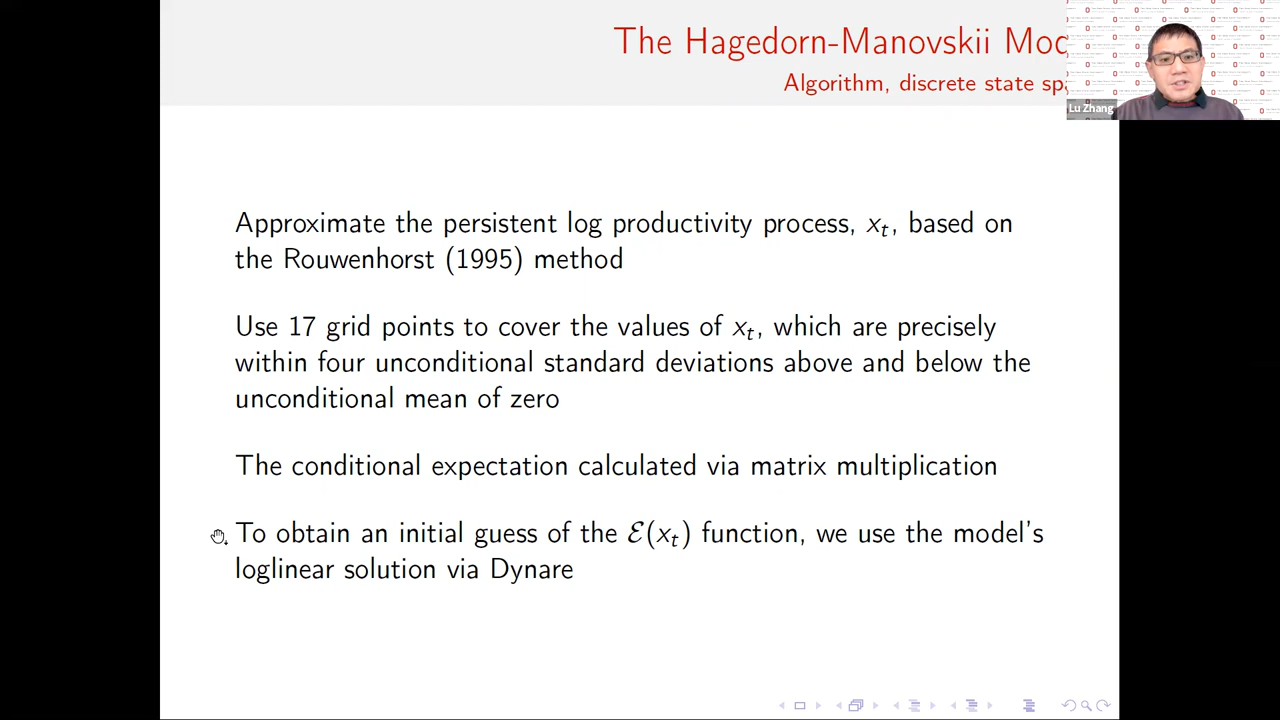 The Hagedorn-Manovskii Mod
Algorithm, discrete state sp
Lu Zhang
Approximate the persistent log productivity process, xₜ, based on
the Rouwenhorst (1995) method
Use 17 grid points to cover the values of xₜ, which are precisely
within four unconditional standard deviations above and below the
unconditional mean of zero
The conditional expectation calculated via matrix multiplication
To obtain an initial guess of the ℰ(xₜ) function, we use the model's
loglinear solution via Dynare